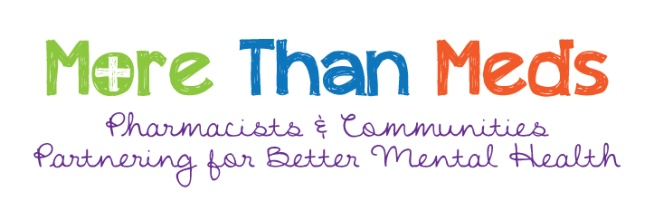 More Than Meds
Pharmacists & Communities
Partnering for Better Mental Health